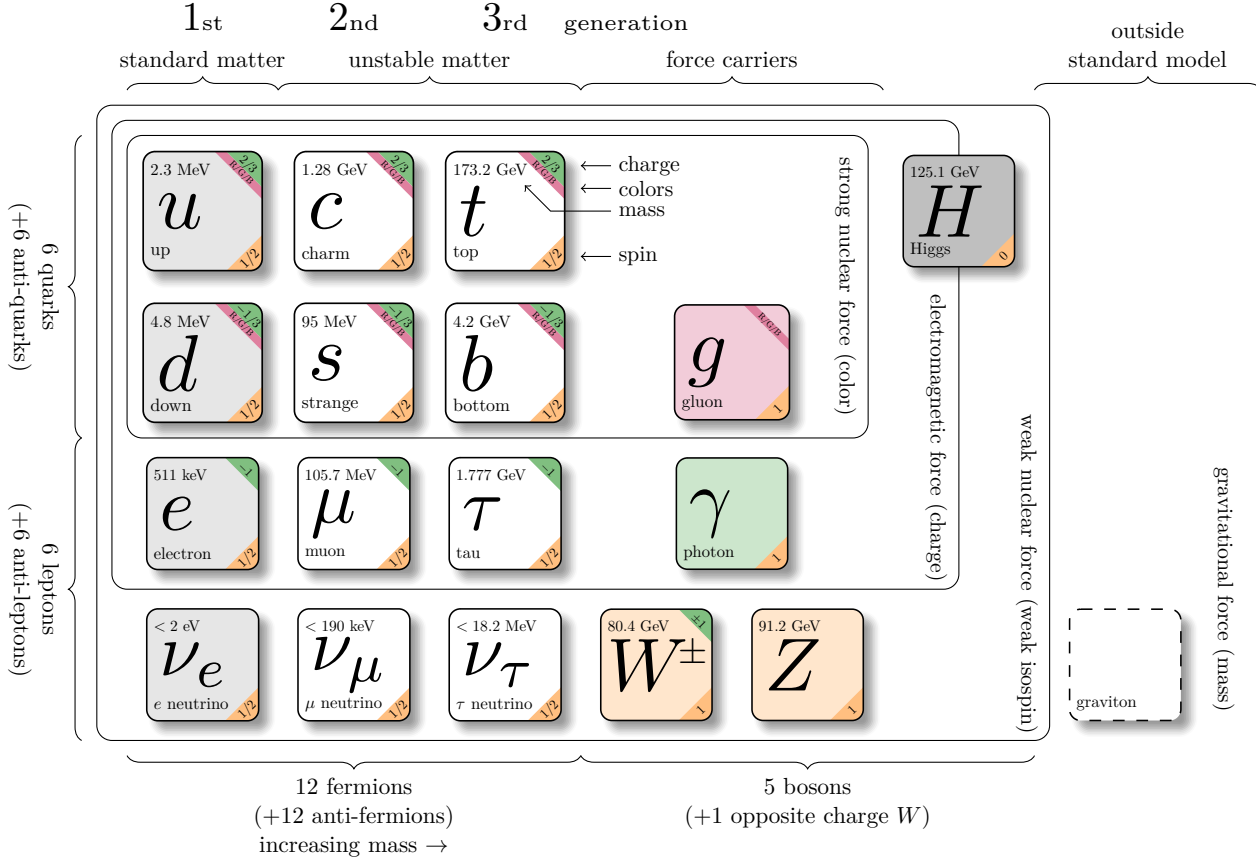 1st 2nd 3rd generation
standard matter unstable matter force carriers
outside
standard model
6 quarks
(+6 anti-quarks)
6 leptons
(+6 anti-leptons)
2.3 MeV 2/3 R/G/B
u
up 1/2
1.28 GeV 2/3 R/G/B
c
charm 1/2
173.2 GeV 2/3 R/G/B
t
top 1/2
charge
colors
mass
spin
125.1 GeV
H
Higgs 0
4.8 MeV −1/3 R/G/B
d
down 1/2
95 MeV −1/3 R/G/B
s
strange 1/2
4.2 GeV −1/3 R/G/B
b
bottom 1/2
R/G/B
g
gluon 1
strong nuclear force (color)
511 keV −1
e
electron 1/2
105.7 MeV −1
μ
muon 1/2
1.777 GeV −1
τ
tau 1/2
γ
photon 1
electromagnetic force (charge)
< 2 eV
νe
e neutrino 1/2
< 190 keV
νμ
μ neutrino 1/2
< 18.2 MeV
ντ
τ neutrino 1/2
80.4 GeV ±1
W±
1
91.2 GeV
Z
1
weak nuclear force (weak isospin)
graviton
gravitational force (mass)
12 fermions
(+12 anti-fermions)
increasing mass →
5 bosons
(+1 opposite charge W)